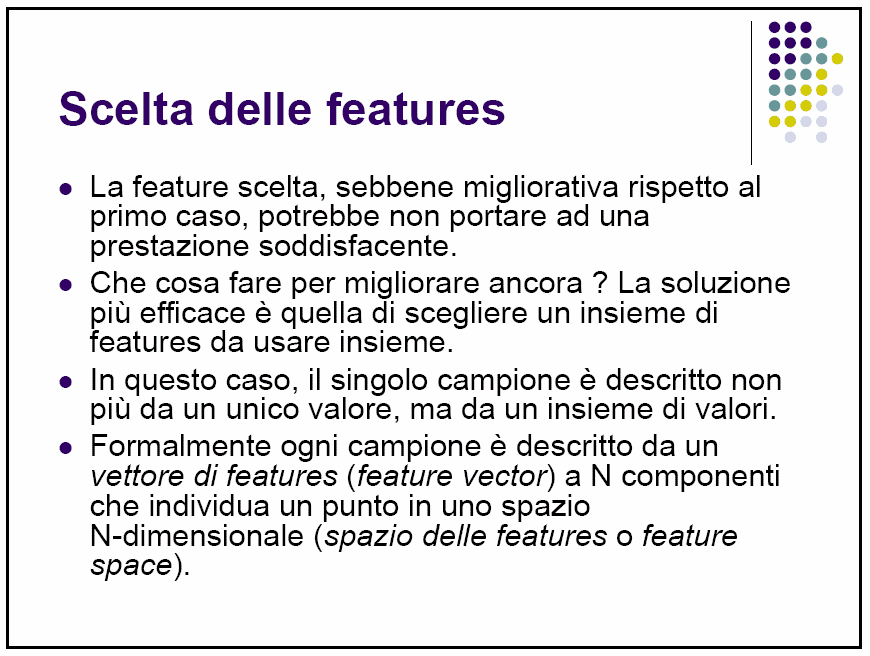 Scelta delle features
La feature scelta, sebbene migliorativa rispetto al
primo caso, potrebbe non portare ad una
prestazione soddisfacente.
Che cosa fare per migliorare ancora ? La soluzione
più efficace è quella di scegliere un insieme di
features da usare insieme.
In questo caso, il singolo campione è descritto non
più da un unico valore, ma da un insieme di valori.
Formalmente ogni campione è descritto da un
vettore di features (feature vector) a N componenti
che individua un punto in uno spazio
N-dimensionale (spazio delle features o feature
space).